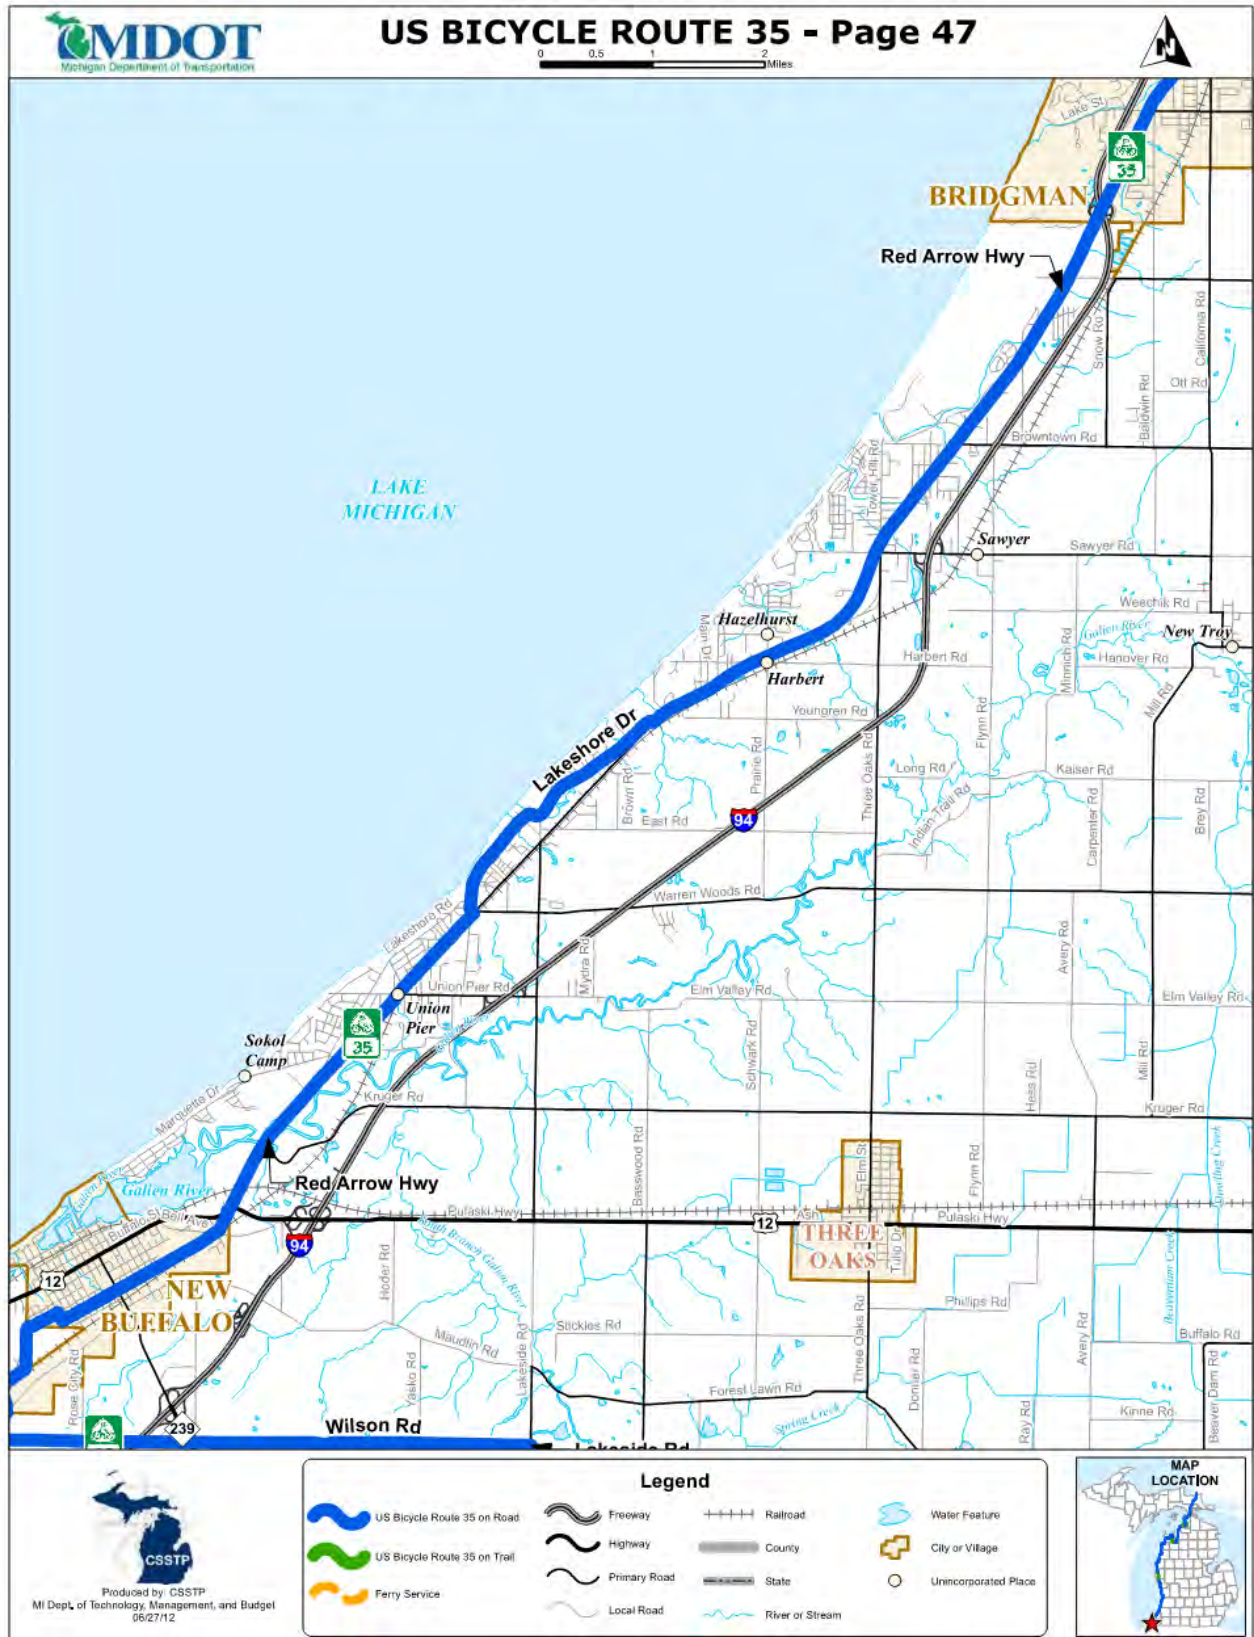 MDOT
Michigan Department of Transportation
US BICYCLE ROUTE 35 - Page 47
0 0.5 1 2
Miles
N
Lake St
35
BRIDGMAN
Red Arrow Hwy
Snow Rd
California Rd
Baldwin Rd
Otl Rd
Browntown Rd
Tower Hill Rd
LAKE
MICHIGAN
Sawyer
Sawyer Rd
Weechik Rd
Hazelhurst
Main Dr
Galien River
New Troy
Harbert Rd
Minnich Rd
Hanover Rd
Harbert
Mill Rd
Youngren Rd
Flynn Rd
Lakeshore Dr
Prairie Rd
Three Oaks Rd
Long Rd
Kaiser Rd
Brown Rd
Indian Trail Rd
94
East Rd
Carpenter Rd
Brey Rd
Warren Woods Rd
Lakeshore Rd
Avery Rd
Mydra Rd
Union Pier Rd
Elm Valley Rd
Elm Valley Rd
Union
Pier
35
Sokol
Camp
Schwark Rd
Hess Rd
Mill Rd
Marquette Dr
Kruger Rd
Kruger Rd
Basswood Rd
Elm St
Flynn Rd
Galien River
Galien River
Red Arrow Hwy
Buffalo St
Bell Ave
Pulaski Hwy
12
Ash
Pulaski Hwy
THREE
OAKS
Tulip Dr
94
South Branch Galien River
Hoder Rd
12
NEW
BUFFALO
Phillips Rd
Beaverdam Creek
Stickles Rd
Maudlin Rd
Lakeside Rd
Three Oaks Rd
Avery Rd
Buffalo Rd
Rose City Rd
Yasko Rd
Forest Lawn Rd
Donner Rd
Beaver Dam Rd
Ray Rd
Kinne Rd
Spring Creek
239
Wilson Rd
Lakeside Rd
CSSTP
Produced by: CSSTP
MI Dept. of Technology, Management, and Budget
06/27/12
Legend
US Bicycle Route 35 on Road
US Bicycle Route 35 on Trail
Ferry Service
Freeway
Highway
Primary Road
Local Road
Railroad
County
State
River or Stream
Water Feature
City or Village
Unincorporated Place
MAP
LOCATION